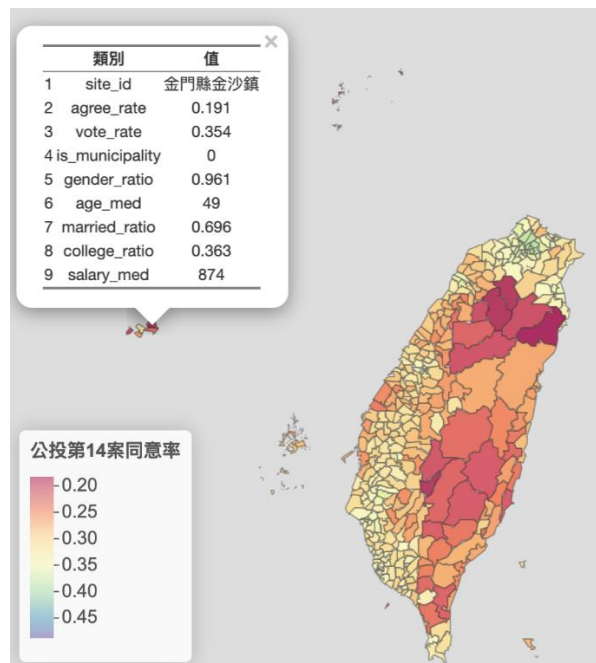 ×
類別 值
1 site_id 金門縣金沙鎮
2 agree_rate 0.191
3 vote_rate 0.354
4 is_municipality 0
5 gender_ratio 0.961
6 age_med 49
7 married_ratio 0.696
8 college_ratio 0.363
9 salary_med 874
公投第14案同意率
0.20
0.25
0.30
0.35
0.40
0.45